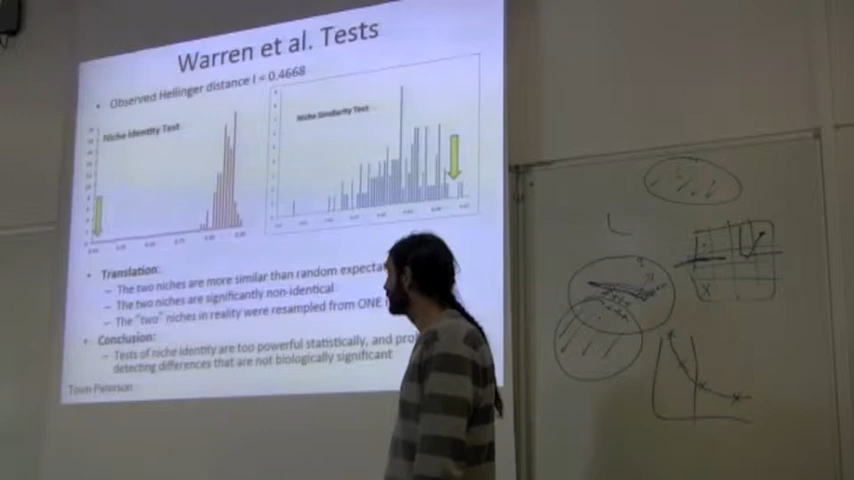 Warren et al. Tests
• Observed Hellinger distance I = 0.4668
Niche Identity Test
Niche Similarity Test
• Translation:
– The two niches are more similar than random
– The two niches are significantly non-identical
– The "two" niches in reality were resampled from ONE
• Conclusion:
– Tests of niche identity are too powerful statistically, and
detecting differences that are not biologically significant
Town Peterson
L
X